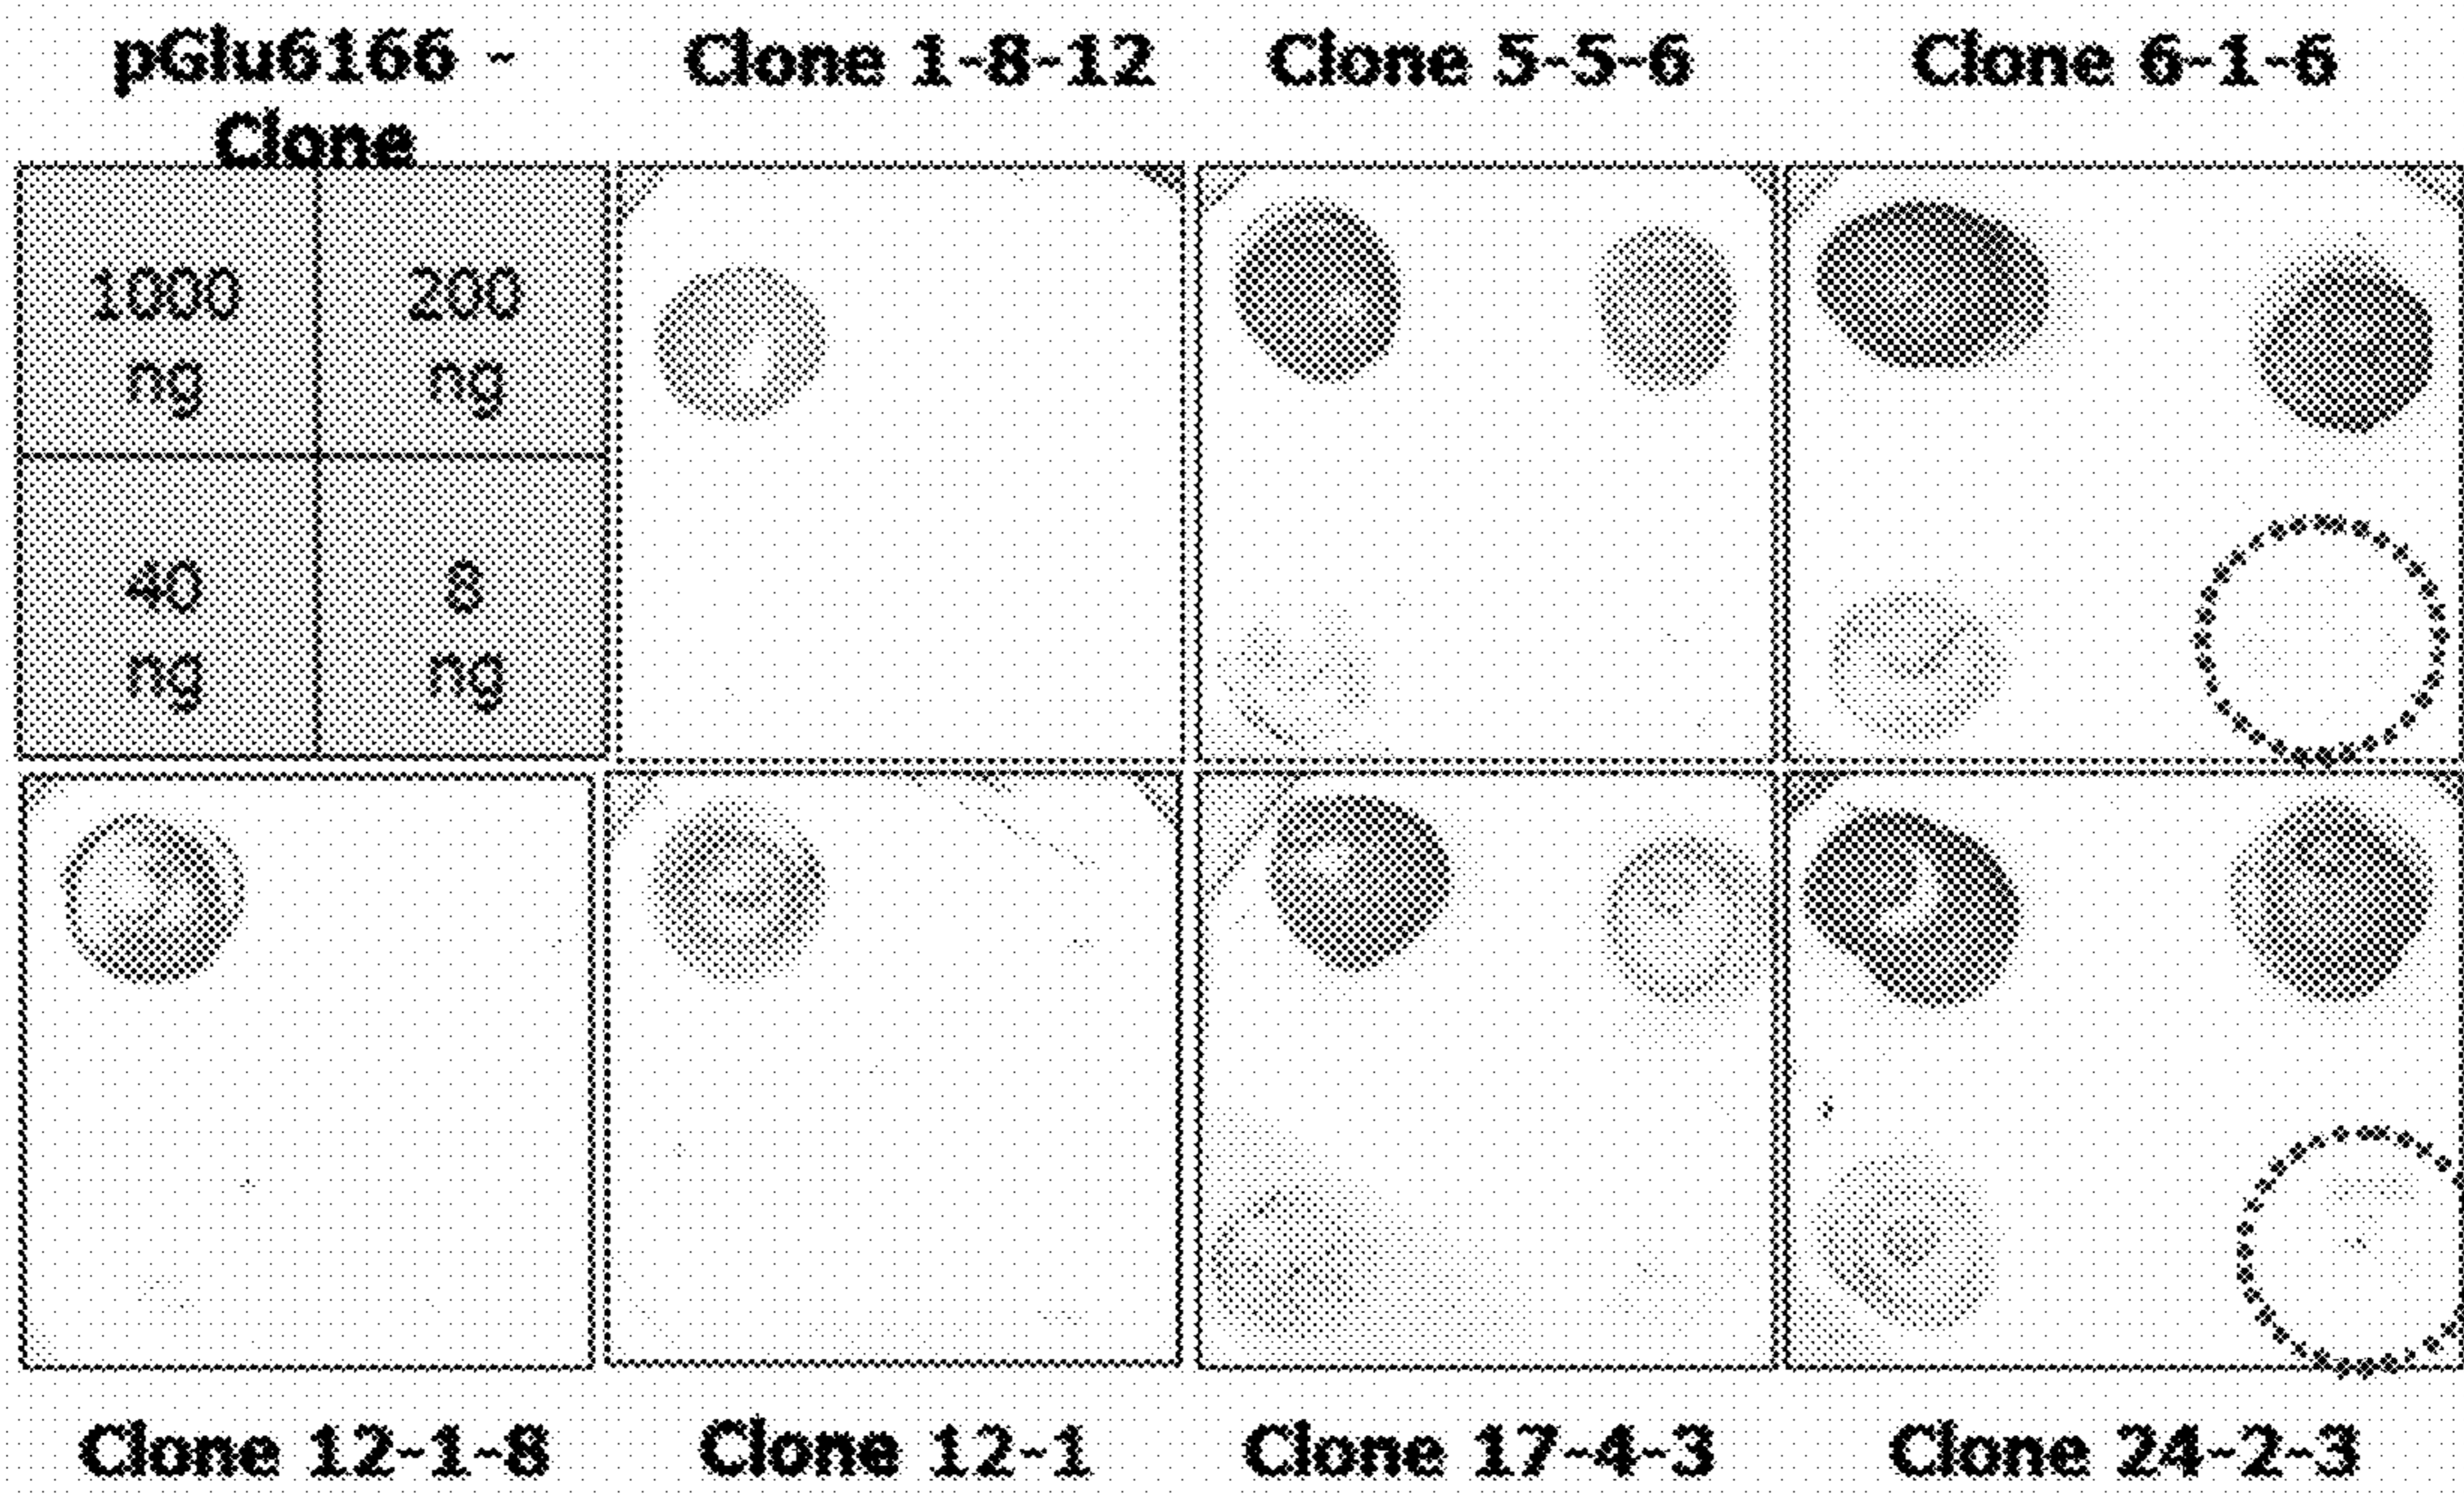 pGlu6166 -
Clone
Clone 1-8-12
Clone 5-5-6
Clone 6-1-6
1000
ng
200
ng
40
ng
8
ng
Clone 12-1-8
Clone 12-1
Clone 17-4-3
Clone 24-2-3